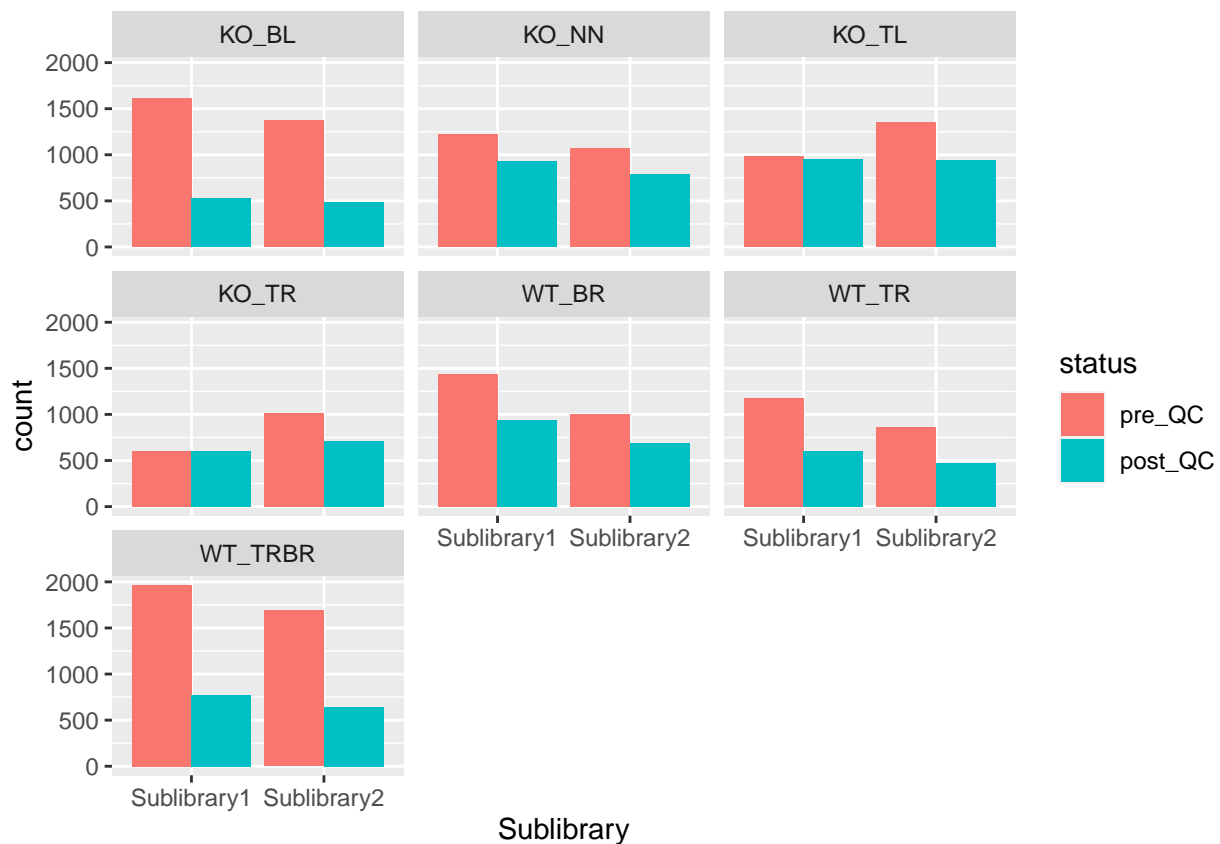 KO_BL KO_NN KO_TL
2000
1500
1000
500
0
KO_TR WT_BR WT_TR
2000
1500
1000
500
0
Sublibrary1 Sublibrary2 Sublibrary1 Sublibrary2
WT_TRBR
2000
1500
1000
500
0
Sublibrary1 Sublibrary2
Sublibrary
count
status
pre_QC
post_QC